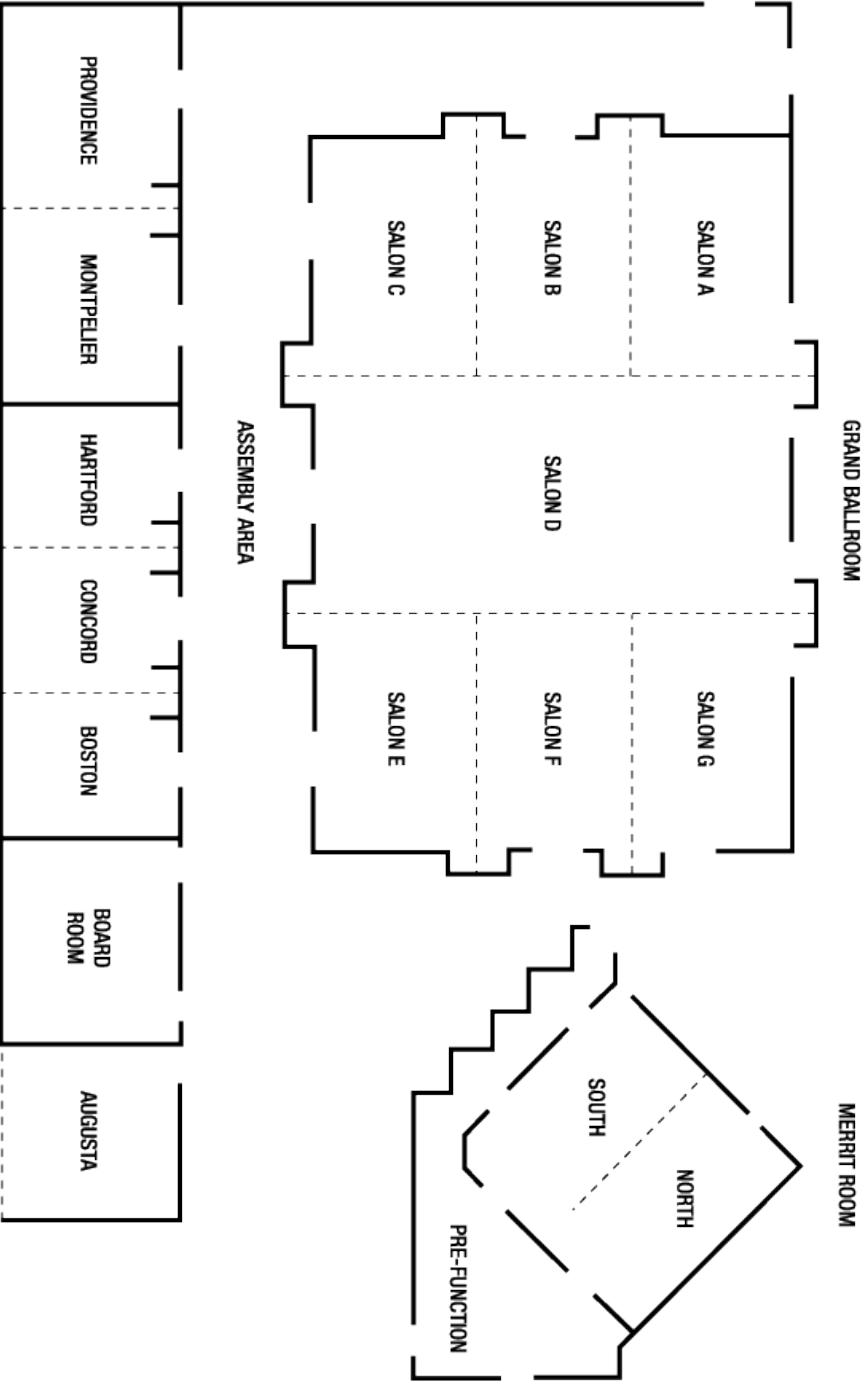 GRAND BALLROOM
MERRIT ROOM
SALON A
SALON G
NORTH
SALON B
SALON D
SALON F
SOUTH
SALON C
SALON E
PRE-FUNCTION
ASSEMBLY AREA
PROVIDENCE
MONTPELIER
HARTFORD
CONCORD
BOSTON
BOARD
ROOM
AUGUSTA